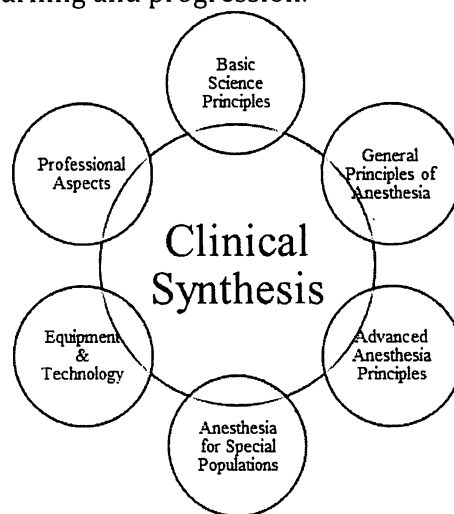 and progression.
Basic
Science
Principles
General
Principles of
Anesthesia
Advanced
Anesthesia
Principles
Anesthesia
for Special
Populations
Equipment
&
Technology
Professional
Aspects
Clinical
Synthesis